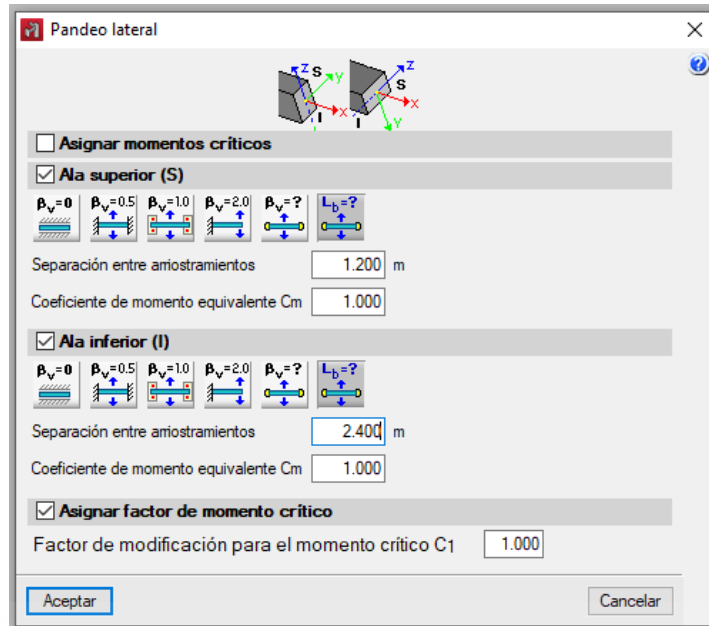 Pandeo lateral
z S y z S x x I I y
Asignar momentos críticos
Ala superior (S)
βv=0 βv=0.5 βv=1.0 βv=2.0 βv=? Lb=?
Separación entre arriostramientos 1.200 m
Coeficiente de momento equivalente Cm 1.000
Ala inferior (I)
βv=0 βv=0.5 βv=1.0 βv=2.0 βv=? Lb=?
Separación entre arriostramientos 2.400 m
Coeficiente de momento equivalente Cm 1.000
Asignar factor de momento crítico
Factor de modificación para el momento crítico C1 1.000
Aceptar Cancelar